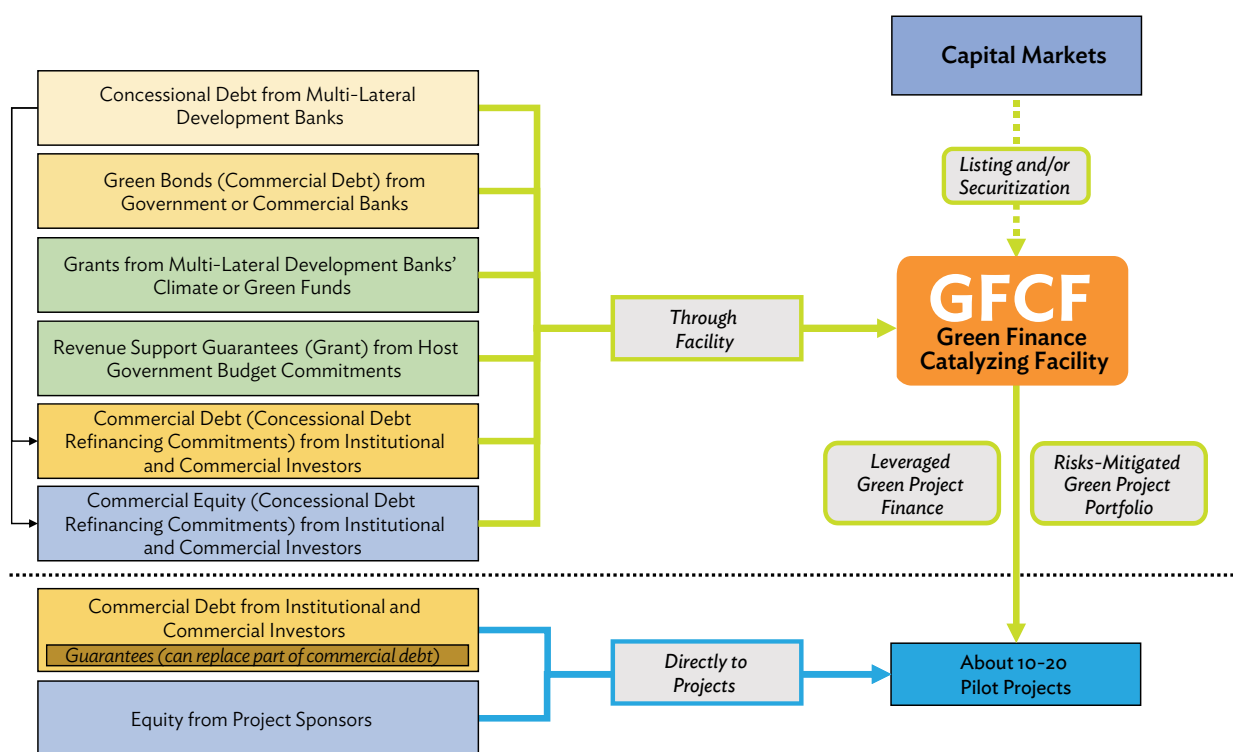 Capital Markets
Concessional Debt from Multi-Lateral
Development Banks
Green Bonds (Commercial Debt) from
Government or Commercial Banks
Listing and/or
Securitization
Grants from Multi-Lateral Development Banks’
Climate or Green Funds
Revenue Support Guarantees (Grant) from Host
Government Budget Commitments
Through
Facility
GFCF
Green Finance
Catalyzing Facility
Commercial Debt (Concessional Debt
Refinancing Commitments) from Institutional
and Commercial Investors
Commercial Equity (Concessional Debt
Refinancing Commitments) from Institutional
and Commercial Investors
Leveraged
Green Project
Finance
Risks-Mitigated
Green Project
Portfolio
Commercial Debt from Institutional and
Commercial Investors
Guarantees (can replace part of commercial debt)
Equity from Project Sponsors
Directly to
Projects
About 10-20
Pilot Projects